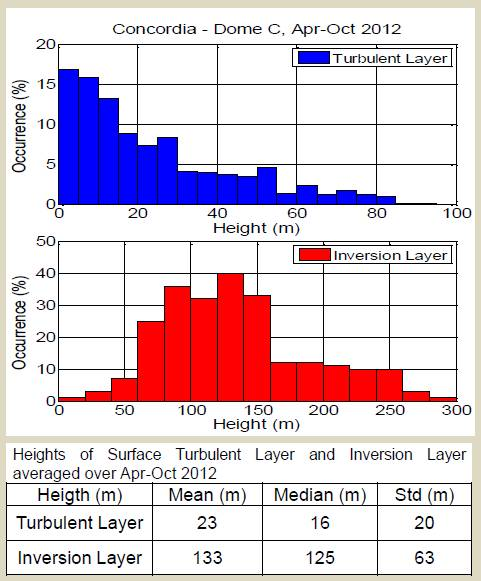 Concordia - Dome C, Apr-Oct 2012
20
15
10
5
0
Occurrence (%)
Turbulent Layer
0 20 40 60 80 100
Height (m)
50
40
30
20
10
0
Occurrence (%)
Inversion Layer
0 50 100 150 200 250 300
Height (m)
Heights of Surface Turbulent Layer and Inversion Layer
averaged over Apr-Oct 2012
Heigth (m) Mean (m) Median (m) Std (m)
Turbulent Layer 23 16 20
Inversion Layer 133 125 63